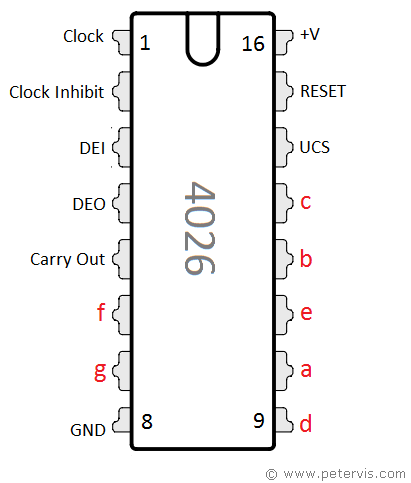 Clock 1 16 +V
Clock Inhibit RESET
DEI UCS
DEO c
4026
Carry Out b
f e
g a
GND 8 9 d
© www.petervis.com